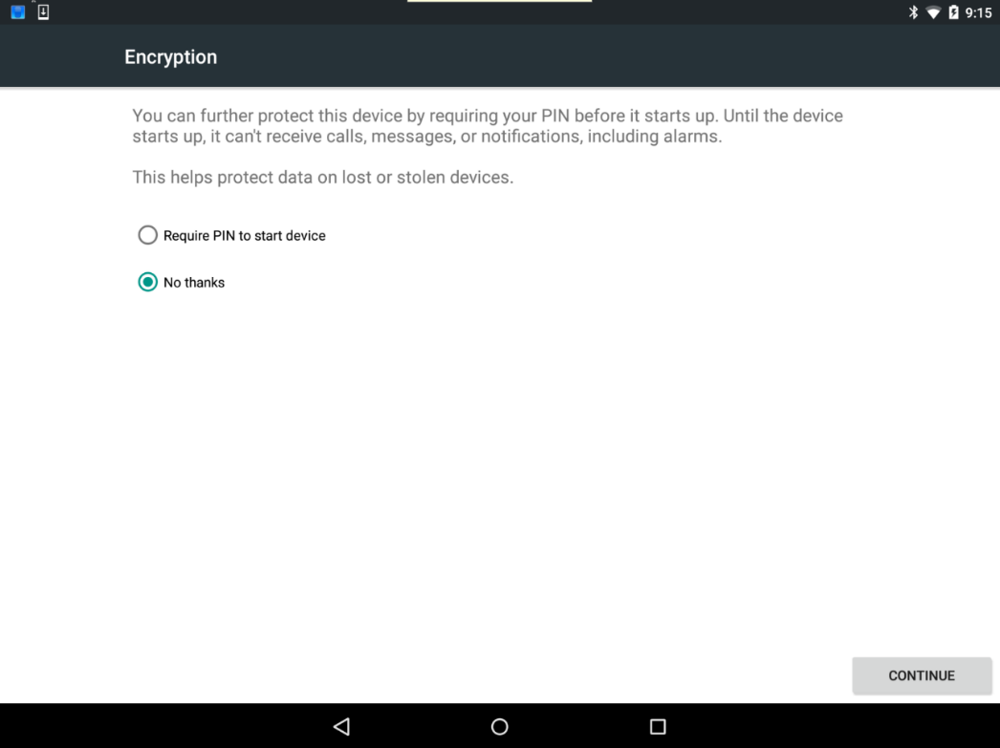 9:15
Encryption
You can further protect this device by requiring your PIN before it starts up. Until the device
starts up, it can't receive calls, messages, or notifications, including alarms.
This helps protect data on lost or stolen devices.
Require PIN to start device
No thanks
CONTINUE